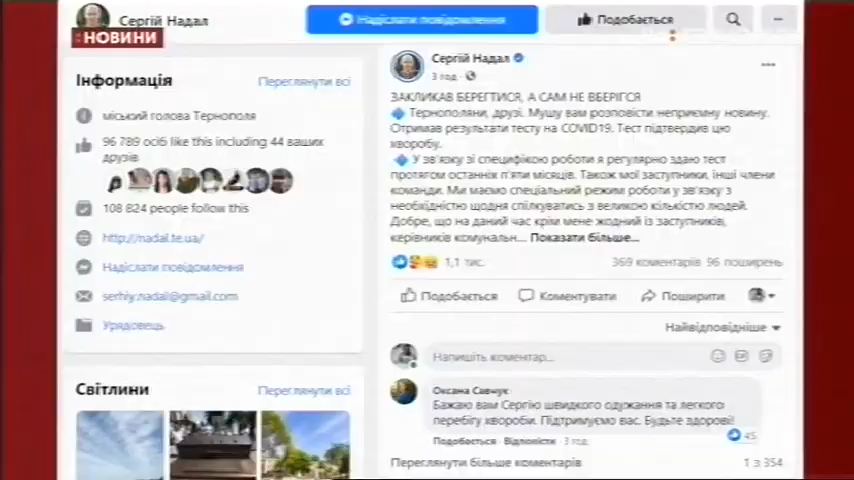 Сергій Надал
Надіслати повідомлення
Подобається
:НОВИНИ
Інформація
Переглянути всі
міський голова Тернополя
96 789 осіб like this including 44 ваших
друзів
108 824 people follow this
http://nadal.te.ua/
Надіслати повідомлення
serhiy.nadal@gmail.com
Урядовець
Світлини
Переглянути всі
Сергій Надал
3 год ·
ЗАКЛИКАВ БЕРЕГТИСЯ, А САМ НЕ ВБЕРІГСЯ
Тернополяни, друзі. Мушу вам розповісти неприємну новину.
Отримав результати тесту на COVID19. Тест підтвердив цю
хворобу.
У зв'язку зі специфікою роботи я регулярно здаю тест
протягом останніх п'яти місяців. Також мої заступники, інші члени
команди. Ми маємо спеціальний режим роботи у зв'язку з
необхідністю щодня спілкуватись з великою кількістю людей.
Добре, що на даний час крім мене жодний із заступників,
керівників комунальн... Показати більше...
1,1 тис.
369 коментарів 96 поширень
Подобається
Коментувати
Поширити
Найвідповідніше
Напишіть коментар...
GIF
Оксана Савчук
Бажаю вам Сергію швидкого одужання та легкого
перебігу хвороби. Підтримуємо вас. Будьте здорові!
45
Подобається · Відповісти · 3 год.
Переглянути більше коментарів
1 з 354